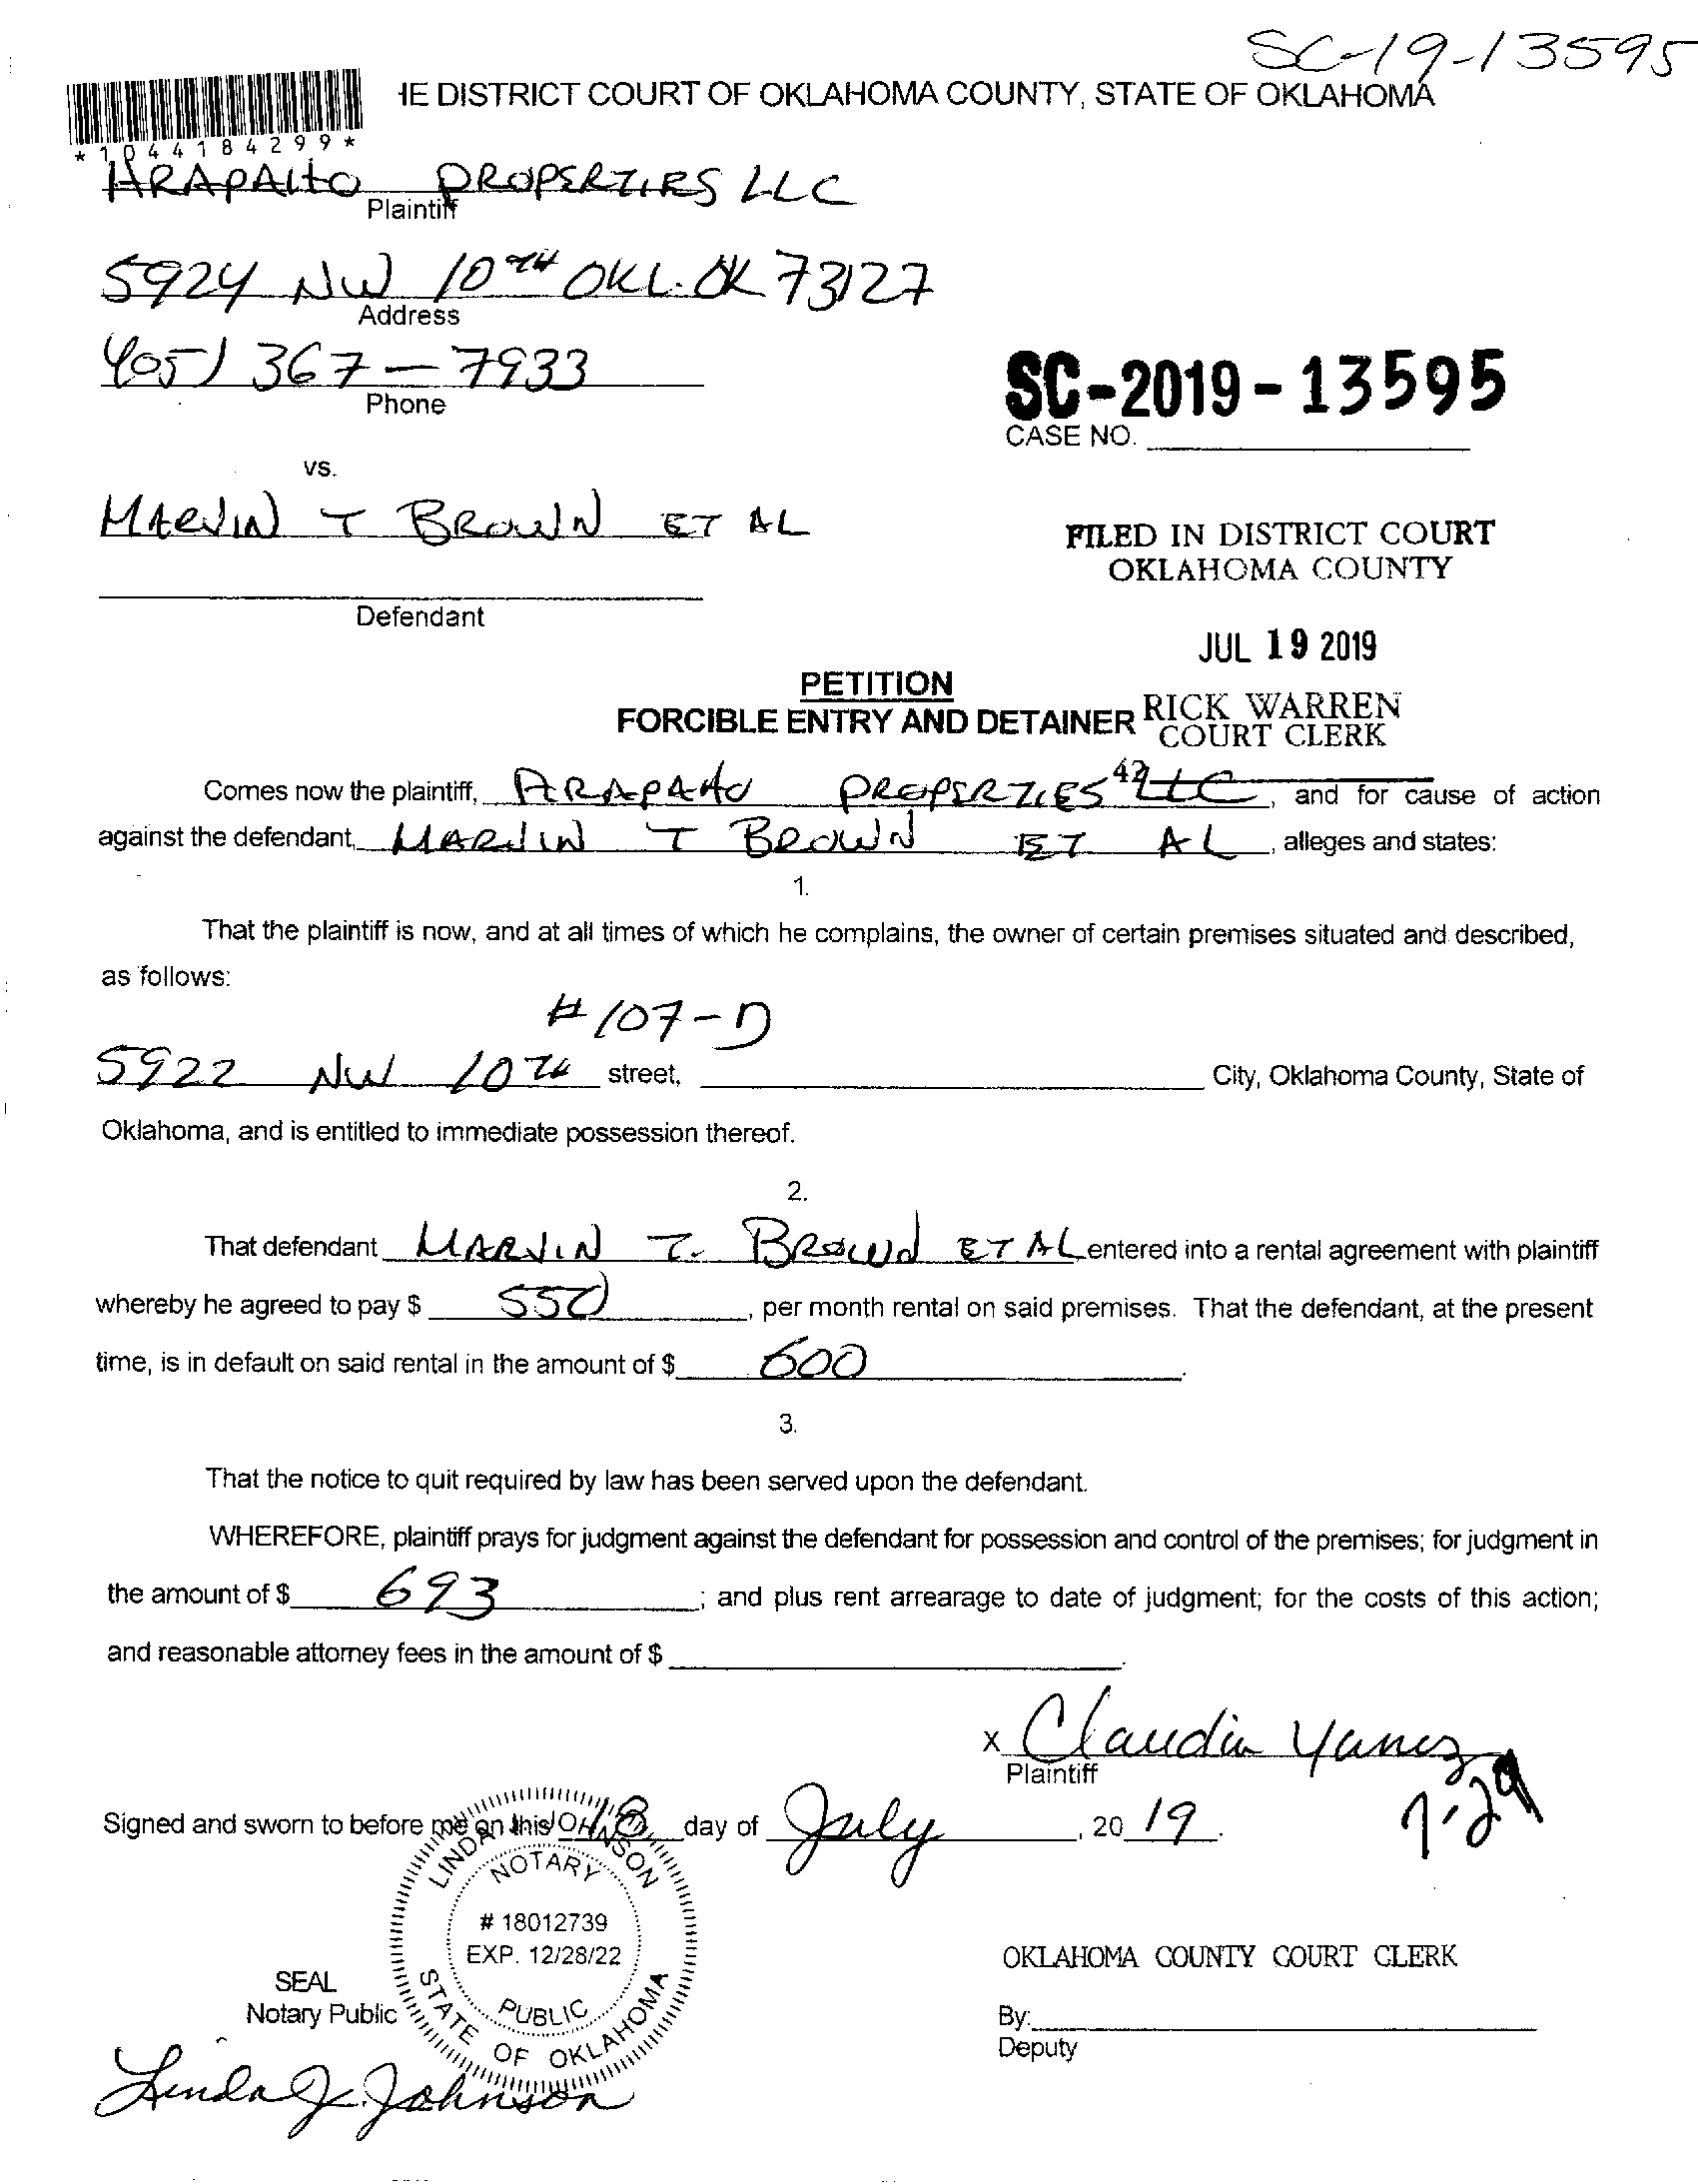 SC-19-13595
HE DISTRICT COURT OF OKLAHOMA COUNTY, STATE OF OKLAHOMA
*1044184299*
ARAPAHO PROPERTIES LLC
Plaintiff
5924 NW 10TH OKL. OK 73127
Address
405) 367-7933
Phone
SC-2019-13595
CASE NO.
vs.
MARVIN T BROWN ET AL
FILED IN DISTRICT COURT
OKLAHOMA COUNTY
Defendant
JUL 19 2019
PETITION
FORCIBLE ENTRY AND DETAINER
RICK WARREN
COURT CLERK
42
Comes now the plaintiff, ARAPAHO PROPERTIES LLC, and for cause of action
against the defendant, MARVIN T BROWN ET AL, alleges and states:
1.
That the plaintiff is now, and at all times of which he complains, the owner of certain premises situated and described,
as follows:
#107-D
5922 NW 10TH street, City, Oklahoma County, State of
Oklahoma, and is entitled to immediate possession thereof.
2.
That defendant MARVIN T. BROWN ET AL entered into a rental agreement with plaintiff
whereby he agreed to pay $ 550, per month rental on said premises. That the defendant, at the present
time, is in default on said rental in the amount of $ 600.
3.
That the notice to quit required by law has been served upon the defendant.
WHEREFORE, plaintiff prays for judgment against the defendant for possession and control of the premises; for judgment in
the amount of $ 693; and plus rent arrearage to date of judgment; for the costs of this action;
and reasonable attorney fees in the amount of $ .
x Claudia Yanez
Plaintiff
7-29
Signed and sworn to before me on this 18 day of July, 20 19.
LINDA JOHNSON
NOTARY
# 18012739
EXP. 12/28/22
PUBLIC
STATE OF OKLAHOMA
OKLAHOMA COUNTY COURT CLERK
SEAL
Notary Public
By:
Deputy
Linda J. Johnson